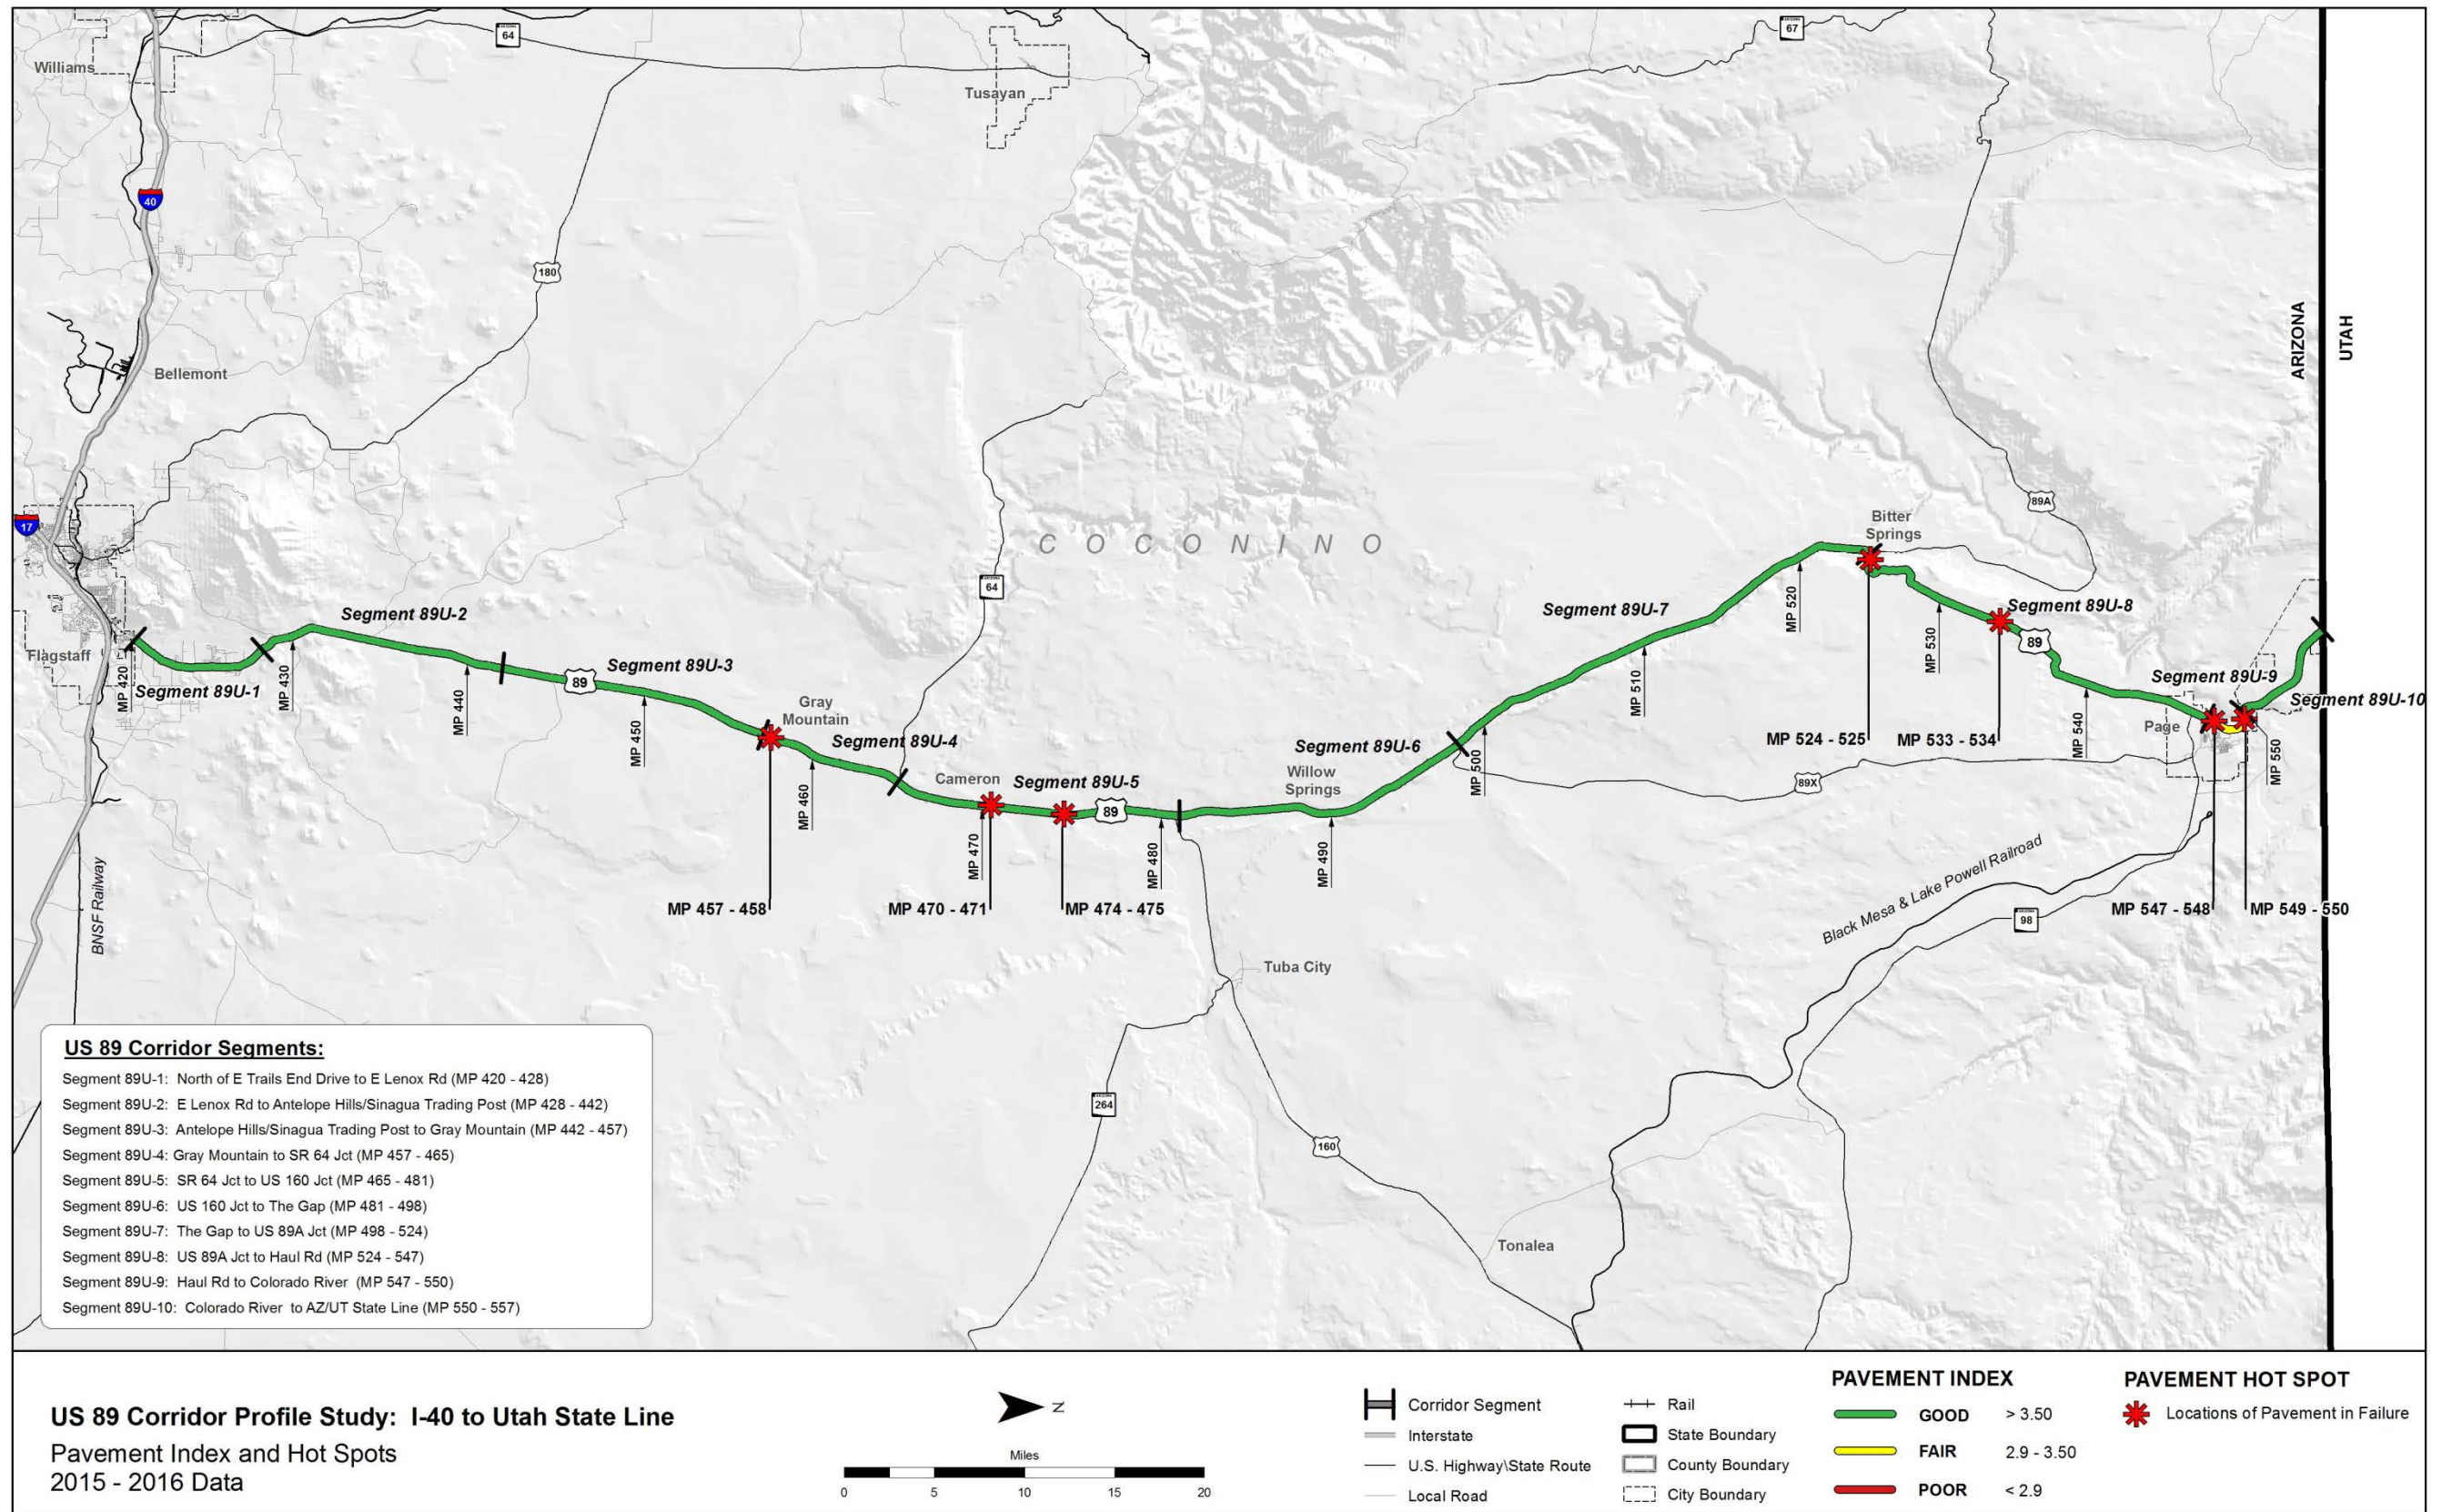 64
67
Williams
Tusayan
40
180
ARIZONA
UTAH
Bellemont
89A
17
Bitter
Springs
C O C O N I N O
64
MP 520
Segment 89U-2
Segment 89U-7
Segment 89U-8
MP 530
89
Flagstaff
MP 420
Segment 89U-1
MP 430
MP 440
Segment 89U-3
89
MP 450
MP 510
Segment 89U-9
Segment 89U-10
Gray
Mountain
Segment 89U-4
Segment 89U-6
MP 500
MP 524 - 525
MP 533 - 534
MP 540
Page
MP 550
MP 460
Cameron
Segment 89U-5
89
Willow
Springs
89X
MP 470
MP 480
MP 490
BNSF Railway
Black Mesa & Lake Powell Railroad
MP 457 - 458
MP 470 - 471
MP 474 - 475
98
MP 547 - 548
MP 549 - 550
Tuba City
264
160
Tonalea
US 89 Corridor Segments:
Segment 89U-1: North of E Trails End Drive to E Lenox Rd (MP 420 - 428)
Segment 89U-2: E Lenox Rd to Antelope Hills/Sinagua Trading Post (MP 428 - 442)
Segment 89U-3: Antelope Hills/Sinagua Trading Post to Gray Mountain (MP 442 - 457)
Segment 89U-4: Gray Mountain to SR 64 Jct (MP 457 - 465)
Segment 89U-5: SR 64 Jct to US 160 Jct (MP 465 - 481)
Segment 89U-6: US 160 Jct to The Gap (MP 481 - 498)
Segment 89U-7: The Gap to US 89A Jct (MP 498 - 524)
Segment 89U-8: US 89A Jct to Haul Rd (MP 524 - 547)
Segment 89U-9: Haul Rd to Colorado River (MP 547 - 550)
Segment 89U-10: Colorado River to AZ/UT State Line (MP 550 - 557)
US 89 Corridor Profile Study: I-40 to Utah State Line
Pavement Index and Hot Spots
2015 - 2016 Data
N
Miles
0 5 10 15 20
Corridor Segment
Interstate
U.S. Highway\State Route
Local Road
Rail
State Boundary
County Boundary
City Boundary
PAVEMENT INDEX
GOOD > 3.50
FAIR 2.9 - 3.50
POOR < 2.9
PAVEMENT HOT SPOT
Locations of Pavement in Failure